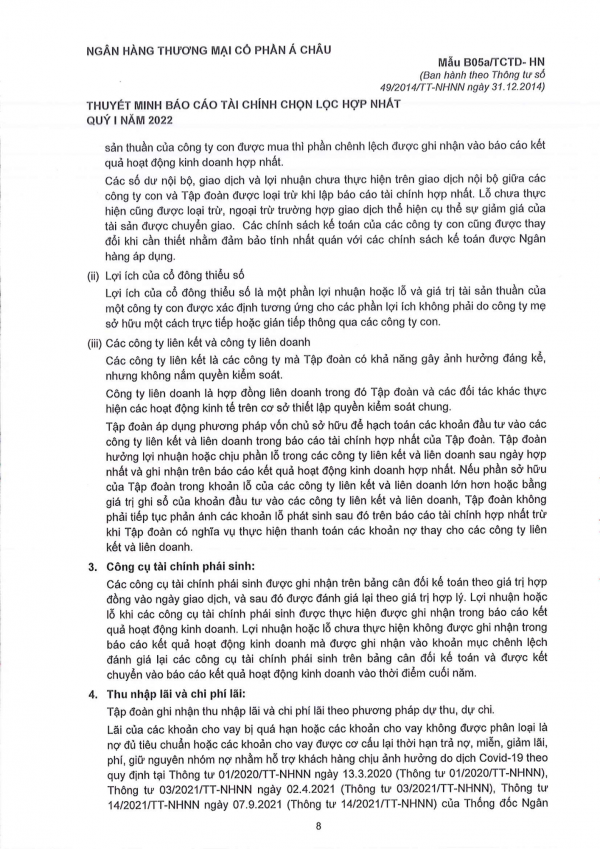 NGÂN HÀNG THƯƠNG MẠI CỔ PHẦN Á CHÂU
Mẫu B05a/TCTD- HN
(Ban hành theo Thông tư số
49/2014/TT-NHNN ngày 31.12.2014)
THUYẾT MINH BÁO CÁO TÀI CHÍNH CHỌN LỌC HỢP NHẤT
QUÝ I NĂM 2022
sản thuần của công ty con được mua thì phần chênh lệch được ghi nhận vào báo cáo kết
quả hoạt động kinh doanh hợp nhất.
Các số dư nội bộ, giao dịch và lợi nhuận chưa thực hiện trên giao dịch nội bộ giữa các
công ty con và Tập đoàn được loại trừ khi lập báo cáo tài chính hợp nhất. Lỗ chưa thực
hiện cũng được loại trừ, ngoại trừ trường hợp giao dịch thể hiện cụ thể sự giảm giá của
tài sản được chuyển giao. Các chính sách kế toán của các công ty con cũng được thay
đổi khi cần thiết nhằm đảm bảo tính nhất quán với các chính sách kế toán được Ngân
hàng áp dụng.
(ii) Lợi ích của cổ đông thiểu số
Lợi ích của cổ đông thiểu số là một phần lợi nhuận hoặc lỗ và giá trị tài sản thuần của
một công ty con được xác định tương ứng cho các phần lợi ích không phải do công ty mẹ
sở hữu một cách trực tiếp hoặc gián tiếp thông qua các công ty con.
(iii) Các công ty liên kết và công ty liên doanh
Các công ty liên kết là các công ty mà Tập đoàn có khả năng gây ảnh hưởng đáng kể,
nhưng không nắm quyền kiểm soát.
Công ty liên doanh là hợp đồng liên doanh trong đó Tập đoàn và các đối tác khác thực
hiện các hoạt động kinh tế trên cơ sở thiết lập quyền kiểm soát chung.
Tập đoàn áp dụng phương pháp vốn chủ sở hữu để hạch toán các khoản đầu tư vào các
công ty liên kết và liên doanh trong báo cáo tài chính hợp nhất của Tập đoàn. Tập đoàn
hưởng lợi nhuận hoặc chịu phần lỗ trong các công ty liên kết và liên doanh sau ngày hợp
nhất và ghi nhận trên báo cáo kết quả hoạt động kinh doanh hợp nhất. Nếu phần sở hữu
của Tập đoàn trong khoản lỗ của các công ty liên kết và liên doanh lớn hơn hoặc bằng
giá trị ghi sổ của khoản đầu tư vào các công ty liên kết và liên doanh, Tập đoàn không
phải tiếp tục phản ánh các khoản lỗ phát sinh sau đó trên báo cáo tài chính hợp nhất trừ
khi Tập đoàn có nghĩa vụ thực hiện thanh toán các khoản nợ thay cho các công ty liên
kết và liên doanh.
3. Công cụ tài chính phái sinh:
Các công cụ tài chính phái sinh được ghi nhận trên bảng cân đối kế toán theo giá trị hợp
đồng vào ngày giao dịch, và sau đó được đánh giá lại theo giá trị hợp lý. Lợi nhuận hoặc
lỗ khi các công cụ tài chính phái sinh được thực hiện được ghi nhận trong báo cáo kết
quả hoạt động kinh doanh. Lợi nhuận hoặc lỗ chưa thực hiện không được ghi nhận trong
báo cáo kết quả hoạt động kinh doanh mà được ghi nhận vào khoản mục chênh lệch
đánh giá lại các công cụ tài chính phái sinh trên bảng cân đối kế toán và được kết
chuyển vào báo cáo kết quả hoạt động kinh doanh vào thời điểm cuối năm.
4. Thu nhập lãi và chi phí lãi:
Tập đoàn ghi nhận thu nhập lãi và chi phí lãi theo phương pháp dự thu, dự chi.
Lãi của các khoản cho vay bị quá hạn hoặc các khoản cho vay không được phân loại là
nợ đủ tiêu chuẩn hoặc các khoản cho vay được cơ cấu lại thời hạn trả nợ, miễn, giảm lãi,
phí, giữ nguyên nhóm nợ nhằm hỗ trợ khách hàng chịu ảnh hưởng do dịch Covid-19 theo
quy định tại Thông tư 01/2020/TT-NHNN ngày 13.3.2020 (Thông tư 01/2020/TT-NHNN),
Thông tư 03/2021/TT-NHNN ngày 02.4.2021 (Thông tư 03/2021/TT-NHNN), Thông tư
14/2021/TT-NHNN ngày 07.9.2021 (Thông tư 14/2021/TT-NHNN) của Thống đốc Ngân
8